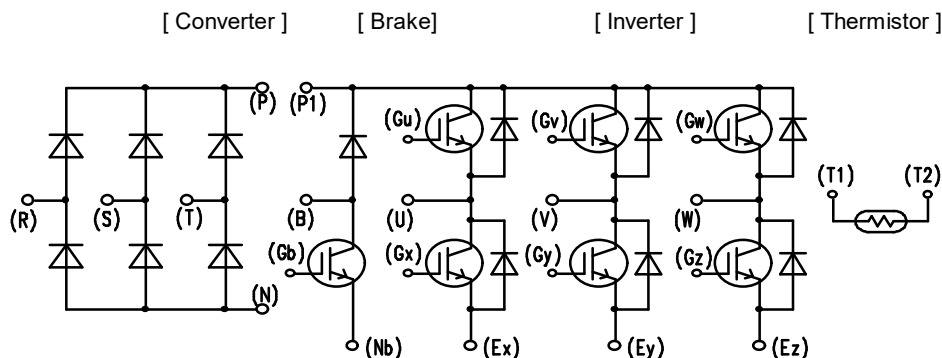 [ Converter ] [ Brake] [ Inverter ] [ Thermistor ]
(P) (P1)
(Gu) (Gv) (Gw)
(T1) (T2)
(R) (S) (T) (B) (U) (V) (W)
(Gb) (Gx) (Gy) (Gz)
(N)
(Nb) (Ex) (Ey) (Ez)